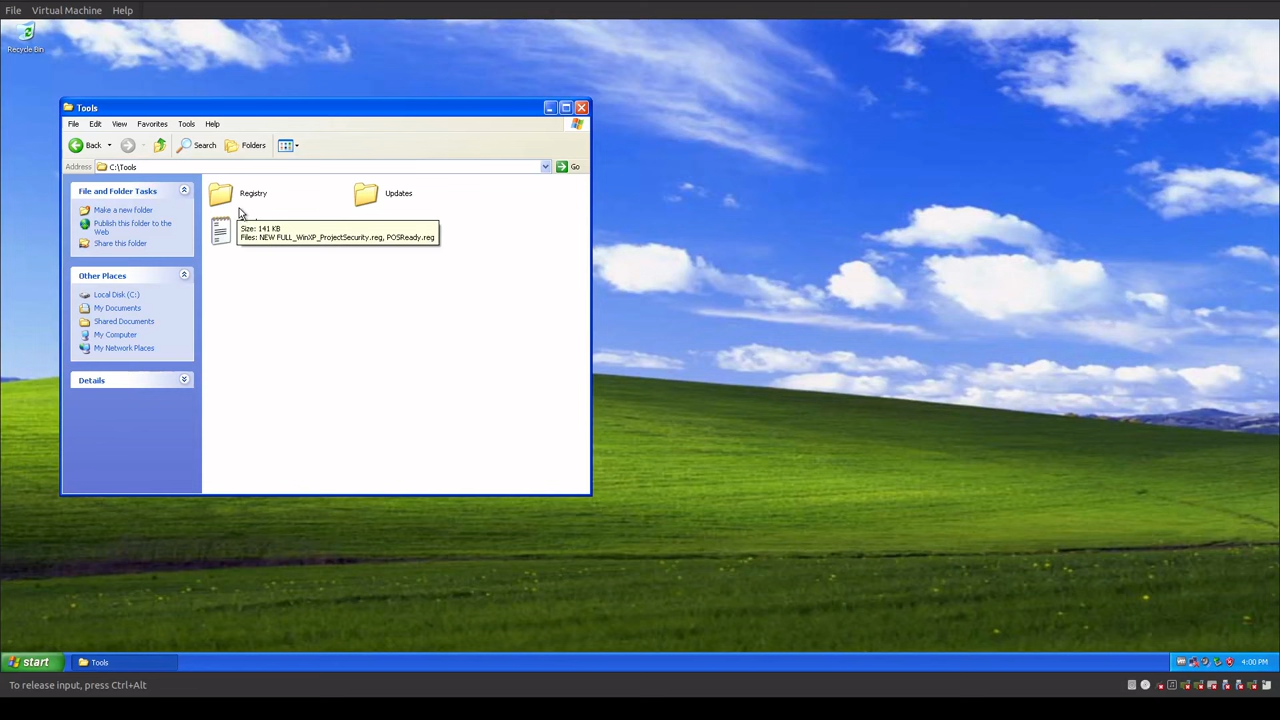 File Virtual Machine Help
Recycle Bin
Tools
File Edit View Favorites Tools Help
Back Search Folders
Address C:\Tools Go
File and Folder Tasks
Make a new folder
Publish this folder to the
Web
Share this folder
Other Places
Local Disk (C:)
My Documents
Shared Documents
My Computer
My Network Places
Details
Registry Updates
Size: 141 KB
Files: NEW FULL_WinXP_ProjectSecurity.reg, POSReady.reg
start Tools 4:00 PM
To release input, press Ctrl+Alt